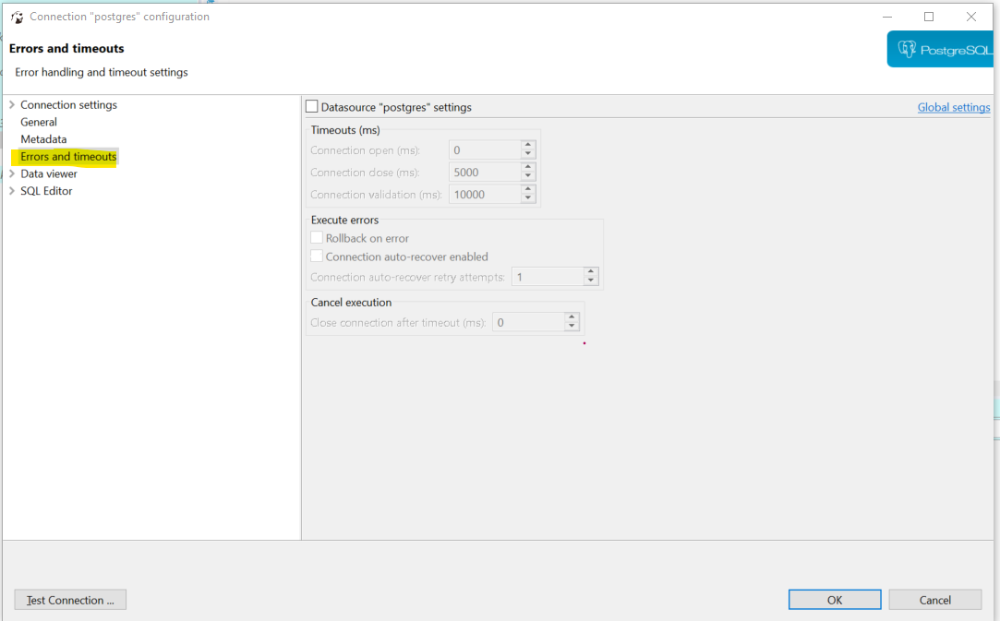 Connection "postgres" configuration
Errors and timeouts
Error handling and timeout settings
PostgreSQL
Connection settings
General
Metadata
Errors and timeouts
Data viewer
SQL Editor
Datasource "postgres" settings
Global settings
Timeouts (ms)
Connection open (ms): 0
Connection close (ms): 5000
Connection validation (ms): 10000
Execute errors
Rollback on error
Connection auto-recover enabled
Connection auto-recover retry attempts: 1
Cancel execution
Close connection after timeout (ms): 0
Test Connection ...
OK
Cancel